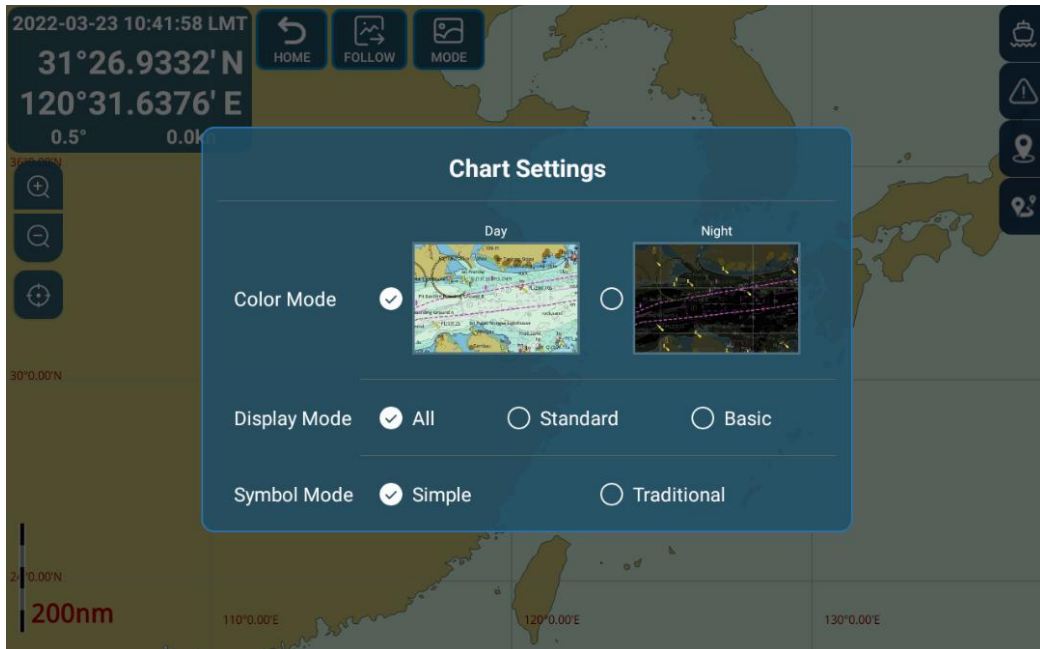 2022-03-23 10:41:58 LMT
31°26.9332' N
120°31.6376' E
0.5° 0.0
HOME
FOLLOW
MODE
Chart Settings
Day
Night
Color Mode
Display Mode
All
Standard
Basic
Symbol Mode
Simple
Traditional
30°0.00'N
200nm
110°0.00'E
120°0.00'E
130°0.00'E